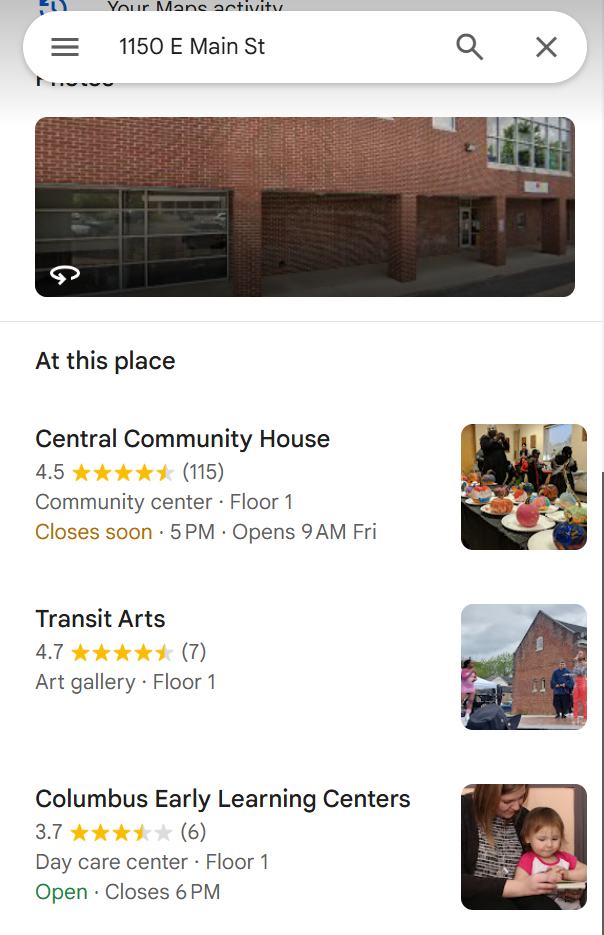 Your Maps activity
1150 E Main St
Photos
At this place
Central Community House
4.5 (115)
Community center · Floor 1
Closes soon · 5 PM · Opens 9 AM Fri
Transit Arts
4.7 (7)
Art gallery · Floor 1
Columbus Early Learning Centers
3.7 (6)
Day care center · Floor 1
Open · Closes 6 PM